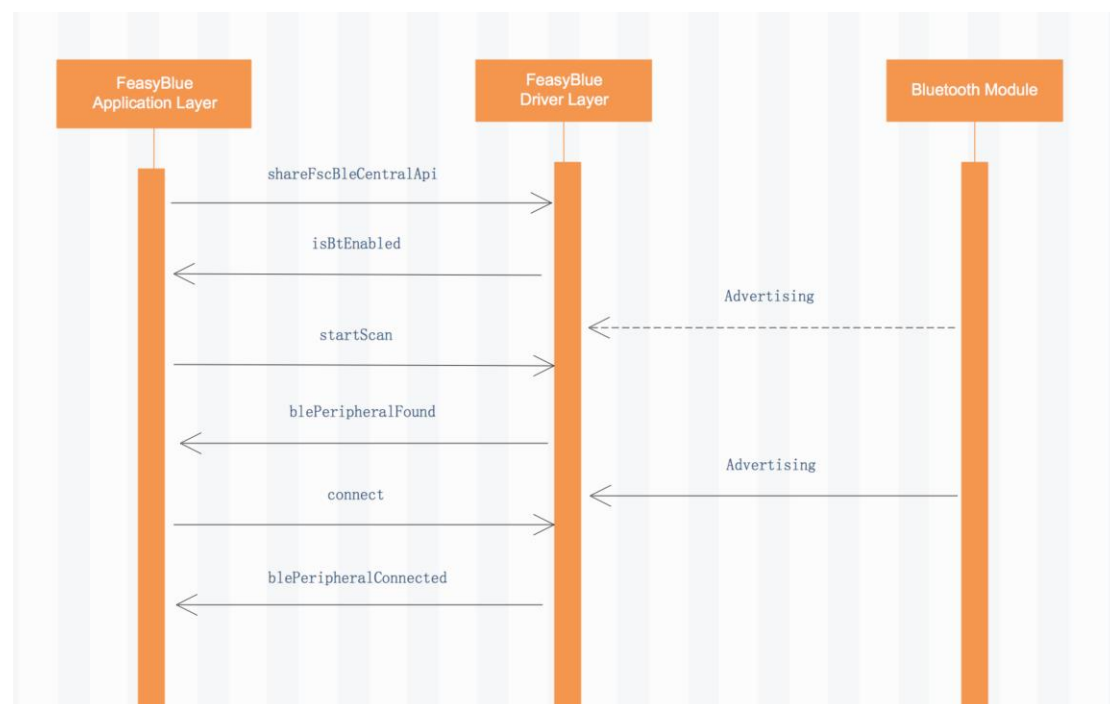 FeasyBlue
Application Layer
FeasyBlue
Driver Layer
Bluetooth Module
shareFscBleCentralApi
isBtEnabled
Advertising
startScan
blePeripheralFound
Advertising
connect
blePeripheralConnected